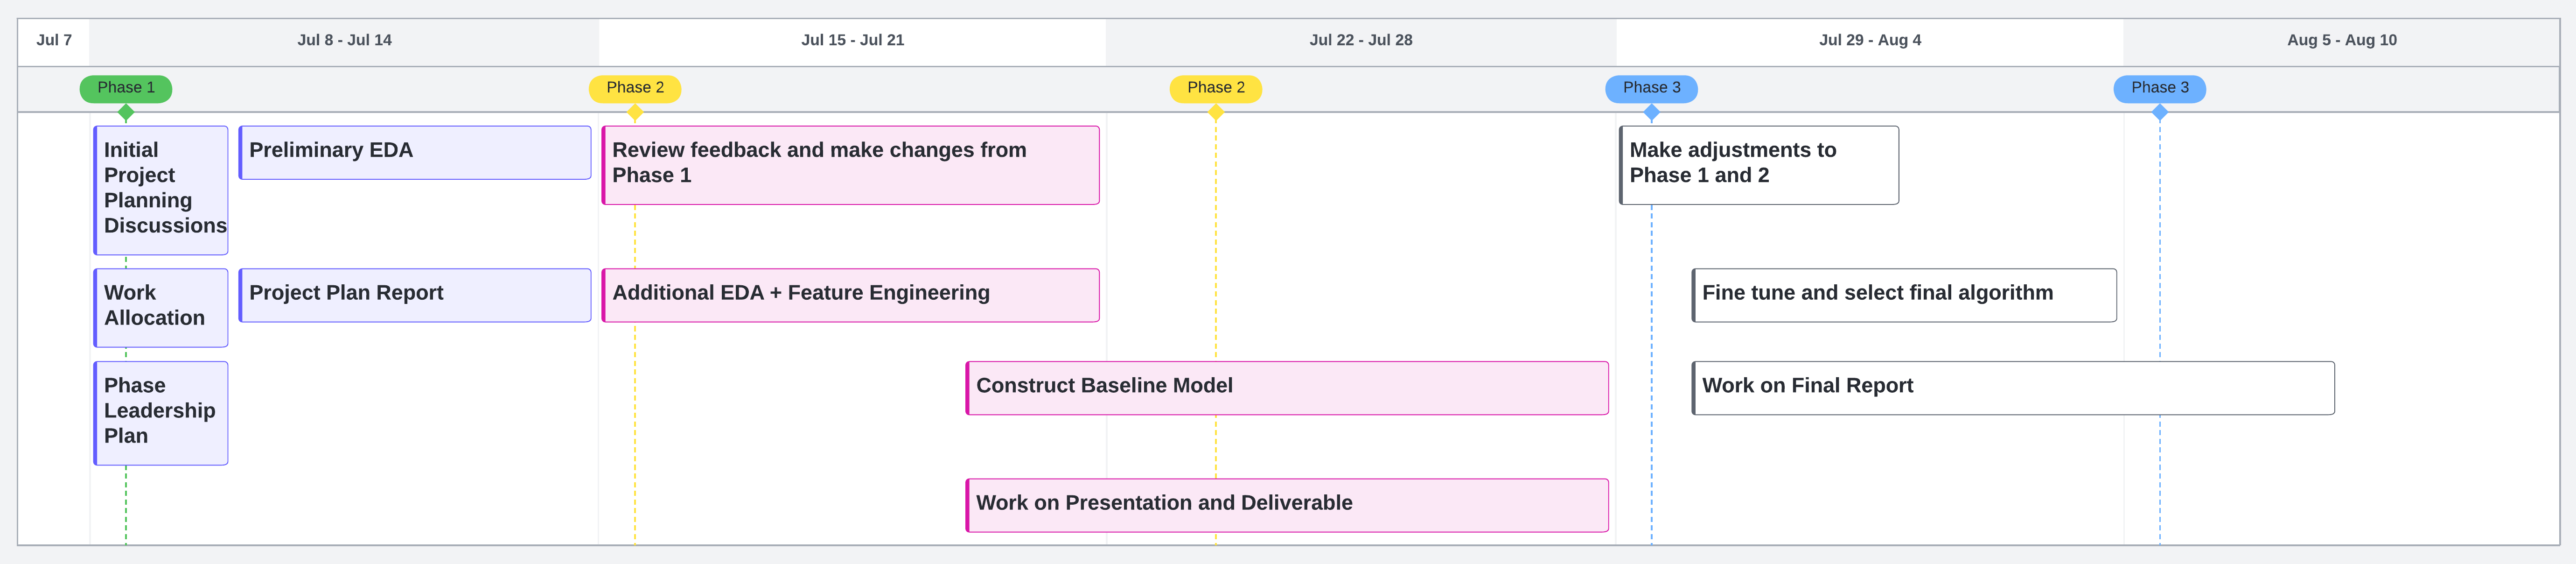 Jul 7
Jul 8 - Jul 14
Jul 15 - Jul 21
Jul 22 - Jul 28
Jul 29 - Aug 4
Aug 5 - Aug 10
Phase 1
Phase 2
Phase 2
Phase 3
Phase 3
Initial
Project
Planning
Discussions
Preliminary EDA
Review feedback and make changes from
Phase 1
Make adjustments to
Phase 1 and 2
Work
Allocation
Project Plan Report
Additional EDA + Feature Engineering
Fine tune and select final algorithm
Phase
Leadership
Plan
Construct Baseline Model
Work on Final Report
Work on Presentation and Deliverable